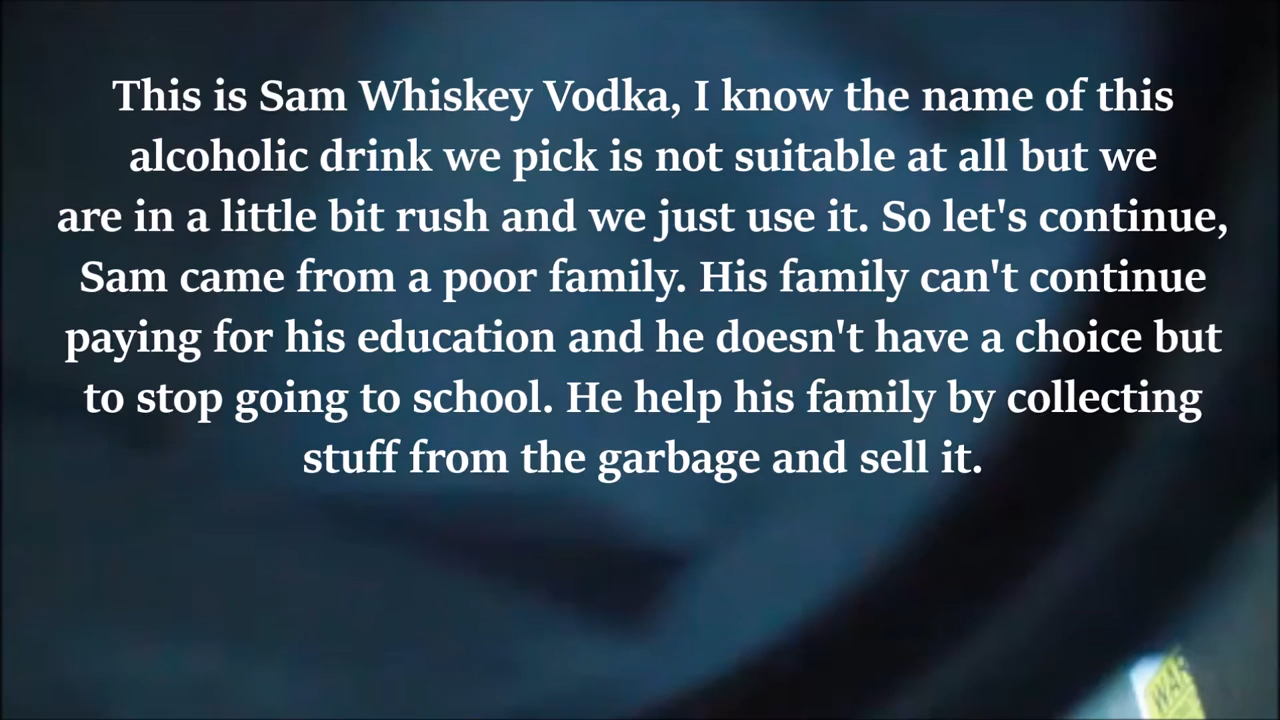 This is Sam Whiskey Vodka, I know the name of this
alcoholic drink we pick is not suitable at all but we
are in a little bit rush and we just use it. So let's continue,
Sam came from a poor family. His family can't continue
paying for his education and he doesn't have a choice but
to stop going to school. He help his family by collecting
stuff from the garbage and sell it.